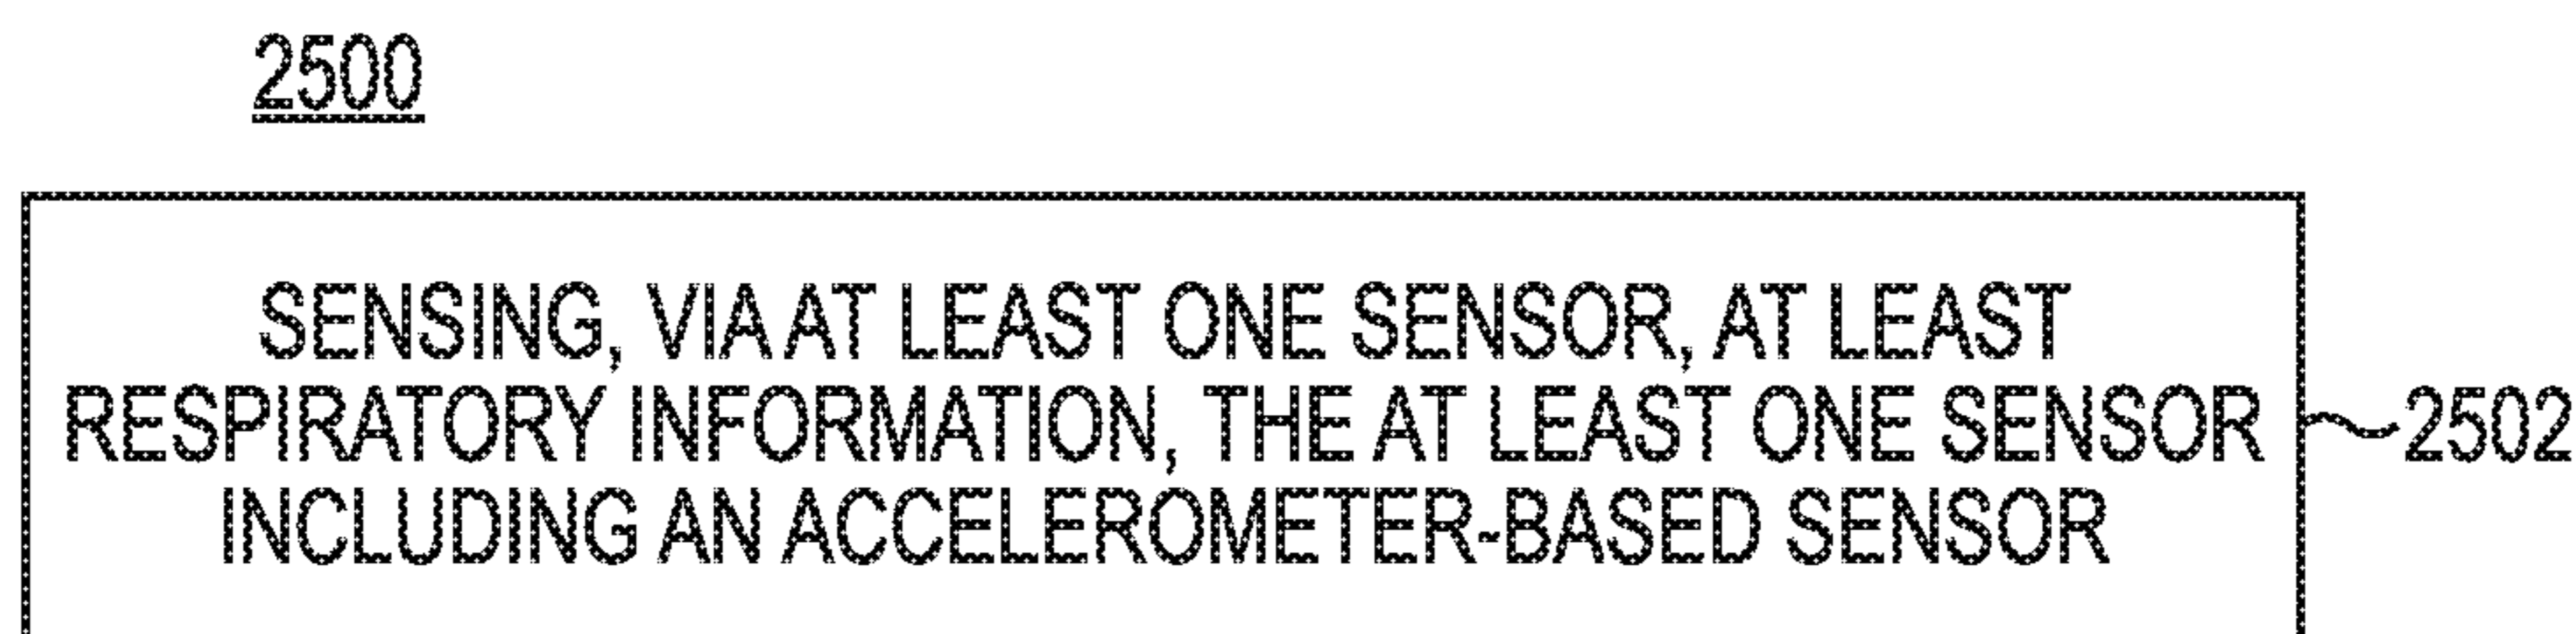 2500
SENSING, VIA AT LEAST ONE SENSOR, AT LEAST
RESPIRATORY INFORMATION, THE AT LEAST ONE SENSOR
INCLUDING AN ACCELEROMETER-BASED SENSOR
2502